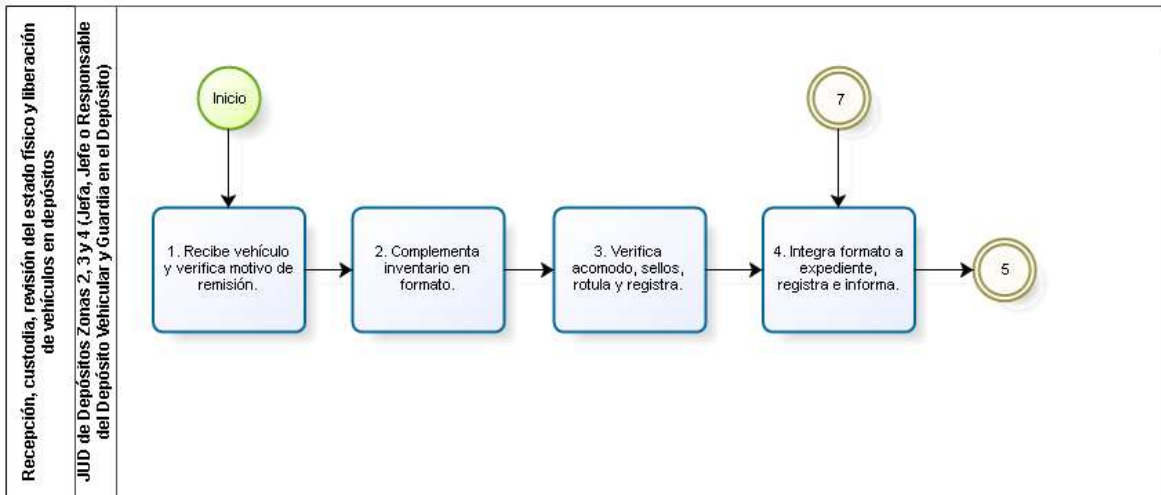 Recepción, custodia, revisión del estado físico y liberación
de vehículos en depósitos
JUD de Depósitos Zonas 2, 3 y 4 (Jefa, Jefe o Responsable
del Depósito Vehicular y Guardia en el Depósito)
Inicio
7
1. Recibe vehículo
y verifica motivo de
remisión.
2. Complementa
inventario en
formato.
3. Verifica
acomodo, sellos,
rotula y registra.
4. Integra formato a
expediente,
registra e informa.
5